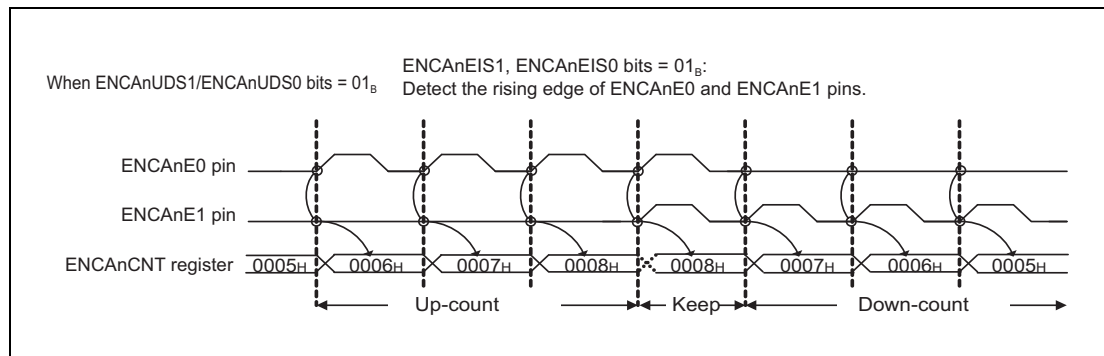 ENCAnEIS1, ENCAnEIS0 bits = 01B:
When ENCAnUDS1/ENCAnUDS0 bits = 01B
Detect the rising edge of ENCAnE0 and ENCAnE1 pins.
ENCAnE0 pin
ENCAnE1 pin
ENCAnCNT register 0005H 0006H 0007H 0008H 0008H 0007H 0006H 0005H
Up-count Keep Down-count